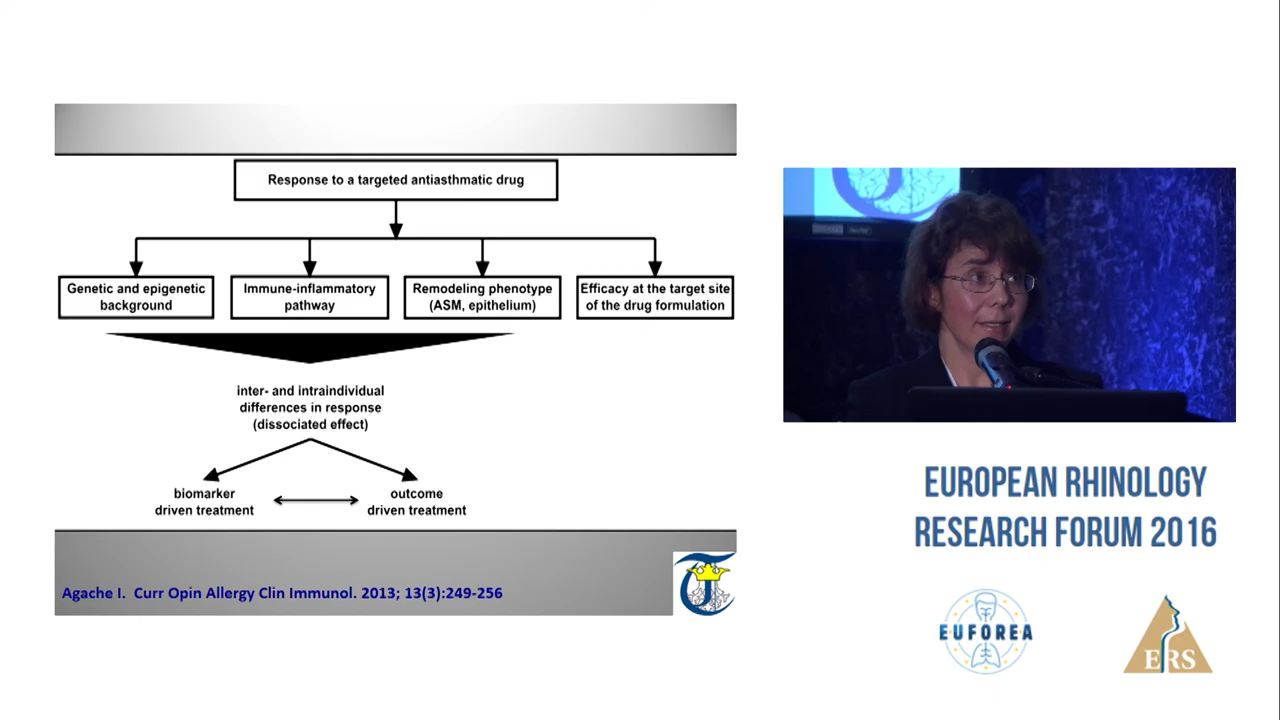 Response to a targeted antiasthmatic drug
Genetic and epigenetic
background
Immune-inflammatory
pathway
Remodeling phenotype
(ASM, epithelium)
Efficacy at the target site
of the drug formulation
inter- and intraindividual
differences in response
(dissociated effect)
biomarker
driven treatment
outcome
driven treatment
Agache I. Curr Opin Allergy Clin Immunol. 2013; 13(3):249-256
EUROPEAN RHINOLOGY
RESEARCH FORUM 2016
EUFOREA
ERS